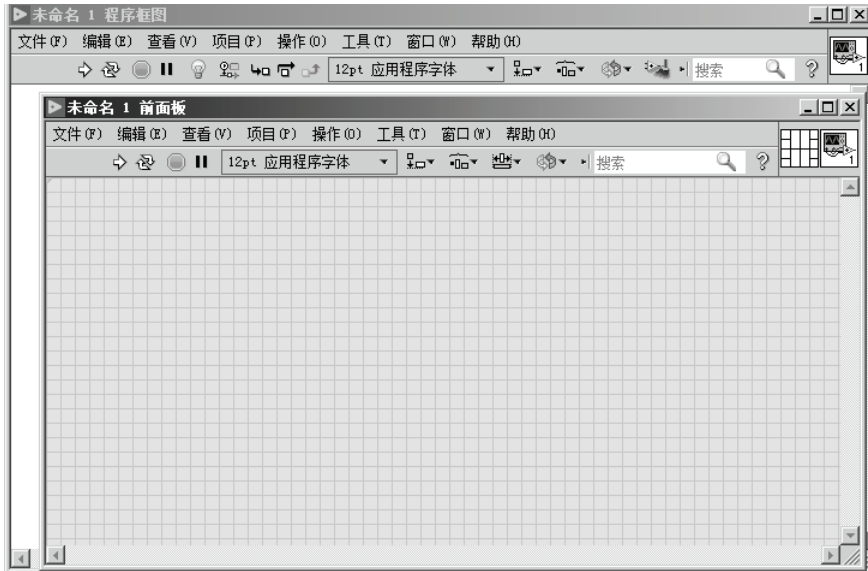 未命名 1 程序框图
文件(F) 编辑(E) 查看(V) 项目(P) 操作(O) 工具(T) 窗口(W) 帮助(H)
12pt 应用程序字体 搜索 1
未命名 1 前面板
文件(F) 编辑(E) 查看(V) 项目(P) 操作(O) 工具(T) 窗口(W) 帮助(H)
12pt 应用程序字体 搜索 1